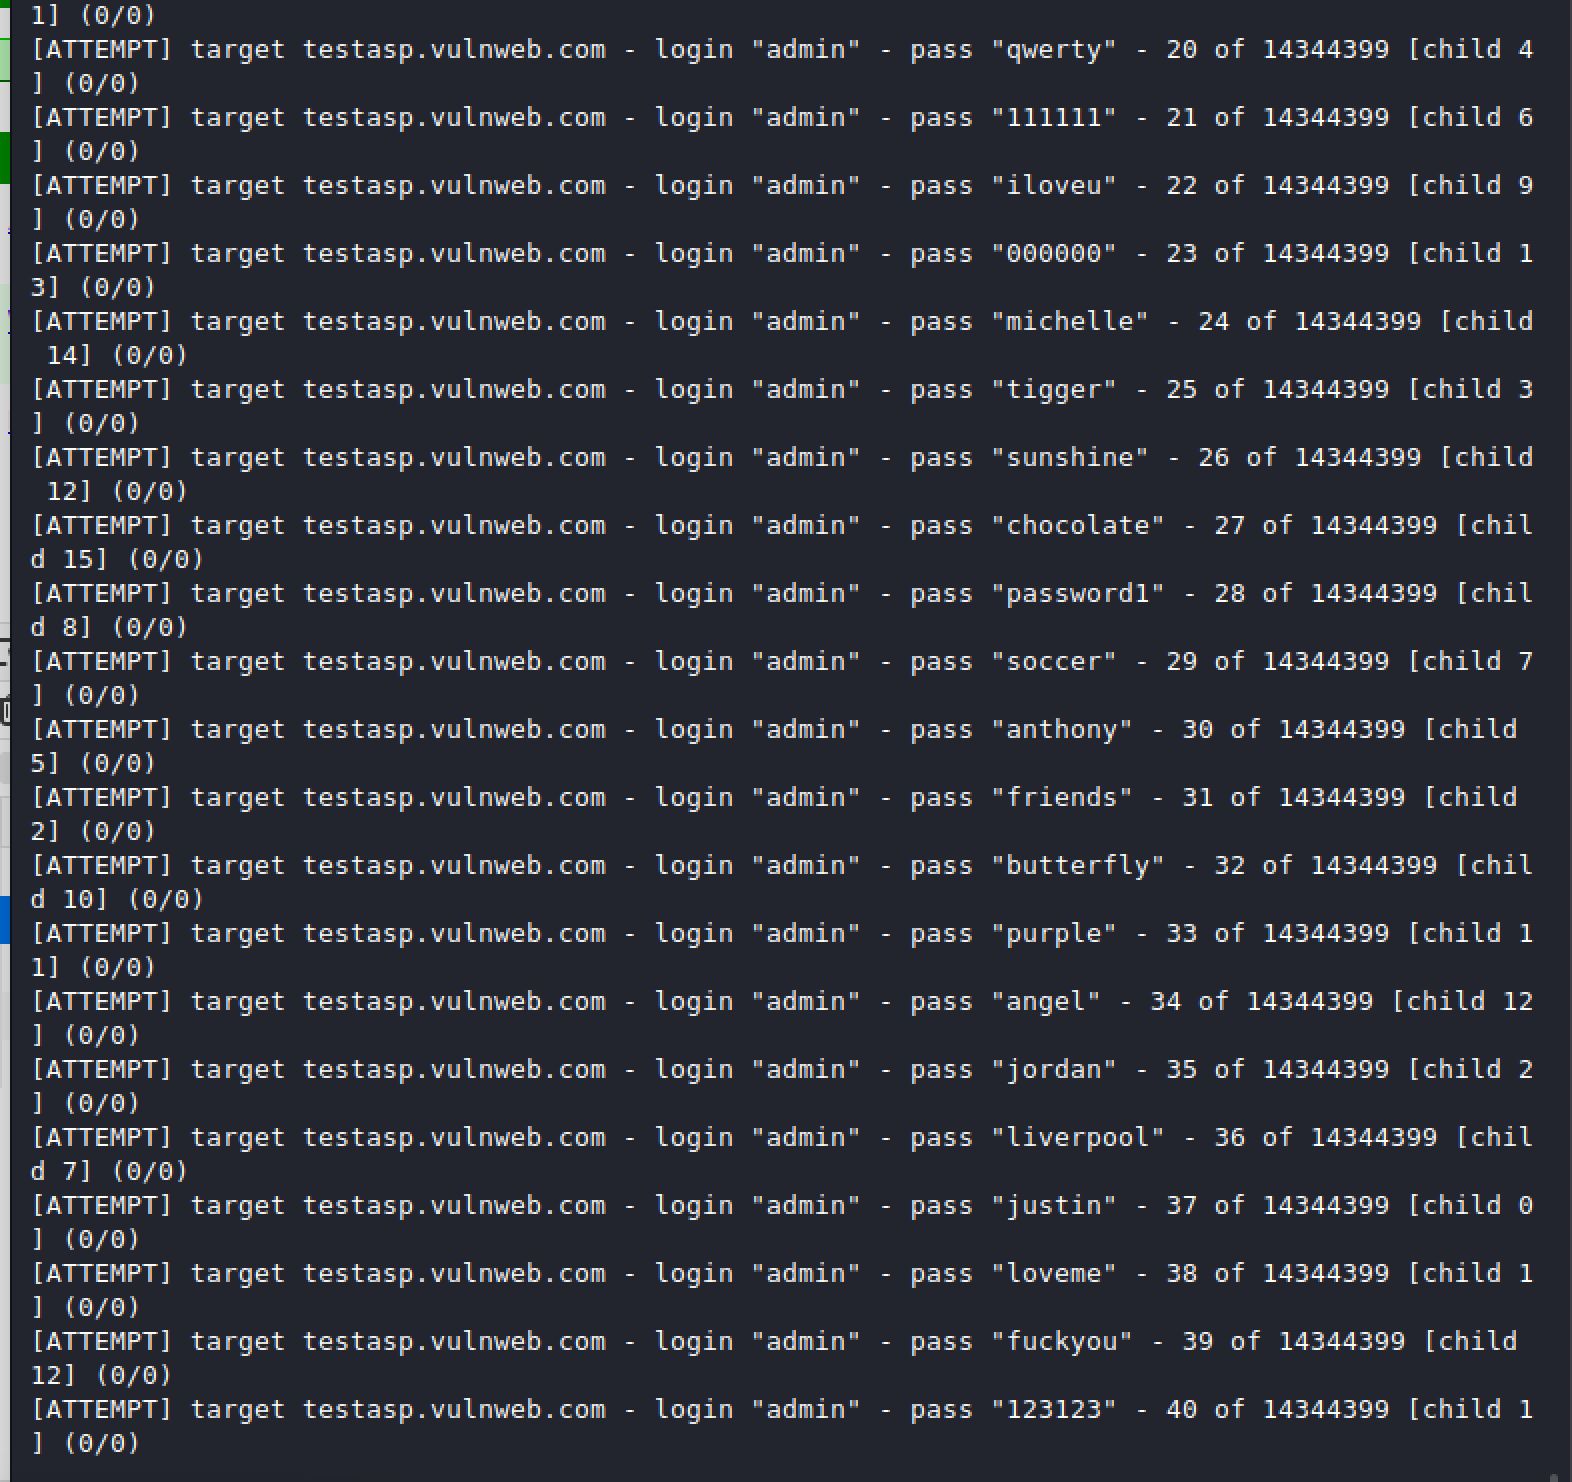 1] (0/0)
[ATTEMPT] target testasp.vulnweb.com - login "admin" - pass "qwerty" - 20 of 14344399 [child 4
] (0/0)
[ATTEMPT] target testasp.vulnweb.com - login "admin" - pass "111111" - 21 of 14344399 [child 6
] (0/0)
[ATTEMPT] target testasp.vulnweb.com - login "admin" - pass "iloveu" - 22 of 14344399 [child 9
] (0/0)
[ATTEMPT] target testasp.vulnweb.com - login "admin" - pass "000000" - 23 of 14344399 [child 1
3] (0/0)
[ATTEMPT] target testasp.vulnweb.com - login "admin" - pass "michelle" - 24 of 14344399 [child
 14] (0/0)
[ATTEMPT] target testasp.vulnweb.com - login "admin" - pass "tigger" - 25 of 14344399 [child 3
] (0/0)
[ATTEMPT] target testasp.vulnweb.com - login "admin" - pass "sunshine" - 26 of 14344399 [child
 12] (0/0)
[ATTEMPT] target testasp.vulnweb.com - login "admin" - pass "chocolate" - 27 of 14344399 [chil
d 15] (0/0)
[ATTEMPT] target testasp.vulnweb.com - login "admin" - pass "password1" - 28 of 14344399 [chil
d 8] (0/0)
[ATTEMPT] target testasp.vulnweb.com - login "admin" - pass "soccer" - 29 of 14344399 [child 7
] (0/0)
[ATTEMPT] target testasp.vulnweb.com - login "admin" - pass "anthony" - 30 of 14344399 [child
5] (0/0)
[ATTEMPT] target testasp.vulnweb.com - login "admin" - pass "friends" - 31 of 14344399 [child
2] (0/0)
[ATTEMPT] target testasp.vulnweb.com - login "admin" - pass "butterfly" - 32 of 14344399 [chil
d 10] (0/0)
[ATTEMPT] target testasp.vulnweb.com - login "admin" - pass "purple" - 33 of 14344399 [child 1
1] (0/0)
[ATTEMPT] target testasp.vulnweb.com - login "admin" - pass "angel" - 34 of 14344399 [child 12
] (0/0)
[ATTEMPT] target testasp.vulnweb.com - login "admin" - pass "jordan" - 35 of 14344399 [child 2
] (0/0)
[ATTEMPT] target testasp.vulnweb.com - login "admin" - pass "liverpool" - 36 of 14344399 [chil
d 7] (0/0)
[ATTEMPT] target testasp.vulnweb.com - login "admin" - pass "justin" - 37 of 14344399 [child 0
] (0/0)
[ATTEMPT] target testasp.vulnweb.com - login "admin" - pass "loveme" - 38 of 14344399 [child 1
] (0/0)
[ATTEMPT] target testasp.vulnweb.com - login "admin" - pass "fuckyou" - 39 of 14344399 [child
12] (0/0)
[ATTEMPT] target testasp.vulnweb.com - login "admin" - pass "123123" - 40 of 14344399 [child 1
] (0/0)